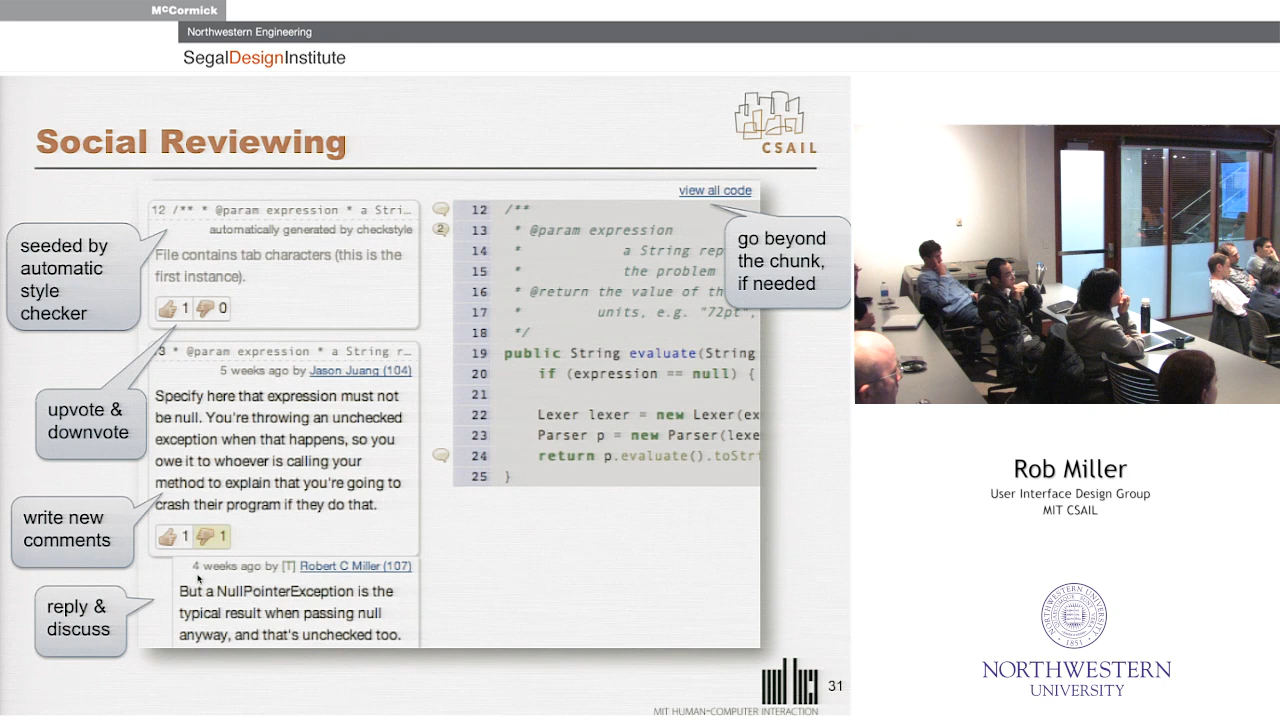 McCormick
Northwestern Engineering
SegalDesignInstitute
Social Reviewing
CSAIL
view all code
12 /** * @param expression * a Stri...
automatically generated by checkstyle
File contains tab characters (this is the
first instance).
1 0
3 * @param expression * a String r...
5 weeks ago by Jason Juang (104)
Specify here that expression must not
be null. You're throwing an unchecked
exception when that happens, so you
owe it to whoever is calling your
method to explain that you're going to
crash their program if they do that.
1 1
4 weeks ago by [T] Robert C Miller (107)
But a NullPointerException is the
typical result when passing null
anyway, and that's unchecked too.
seeded by
automatic
style
checker
upvote &
downvote
write new
comments
reply &
discuss
2
12 /**
13 * @param expression
14 * a String rep
15 * the problem
16 * @return the value of th
17 * units, e.g. "72pt",
18 */
19 public String evaluate(String
20 if (expression == null) {
21
22 Lexer lexer = new Lexer(ex
23 Parser p = new Parser(lexe
24 return p.evaluate().toStri
25 }
go beyond
the chunk,
if needed
MIT HUMAN-COMPUTER INTERACTION
31
Rob Miller
User Interface Design Group
MIT CSAIL
1851
NORTHWESTERN
UNIVERSITY